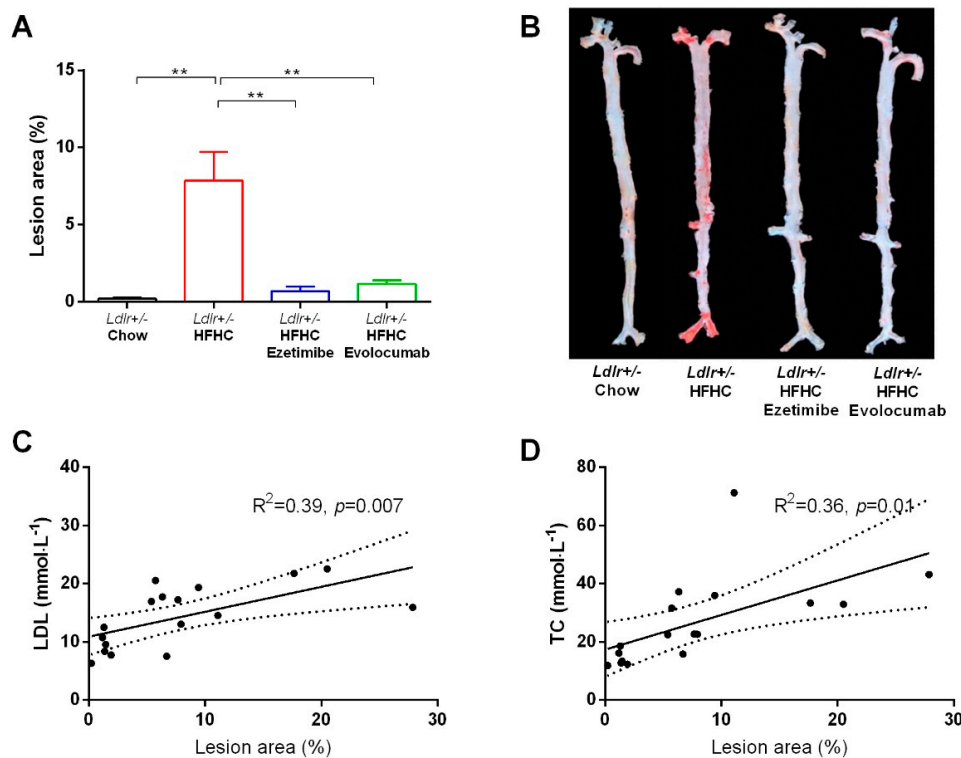 A
15
10
5
0
Lesion area (%)
**
**
**
Ldlr+/-
Chow
Ldlr+/-
HFHC
Ldlr+/-
HFHC
Ezetimibe
Ldlr+/-
HFHC
Evolocumab
B
Ldlr+/-
Chow
Ldlr+/-
HFHC
Ldlr+/-
HFHC
Ezetimibe
Ldlr+/-
HFHC
Evolocumab
C
40
30
20
10
0
LDL (mmol·L⁻¹)
R²=0.39, p=0.007
0 10 20 30
Lesion area (%)
D
80
60
40
20
0
TC (mmol·L⁻¹)
R²=0.36, p=0.01
0 10 20 30
Lesion area (%)